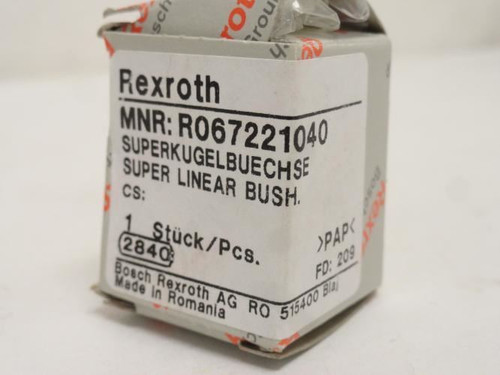 Rexroth
MNR: R067221040
SUPERKUGELBUECHSE
SUPER LINEAR BUSH.
CS:
1 Stück/Pcs.
2840
>PAP<
FD: 209
Bosch Rexroth AG RO 515400 Blaj
Made in Romania